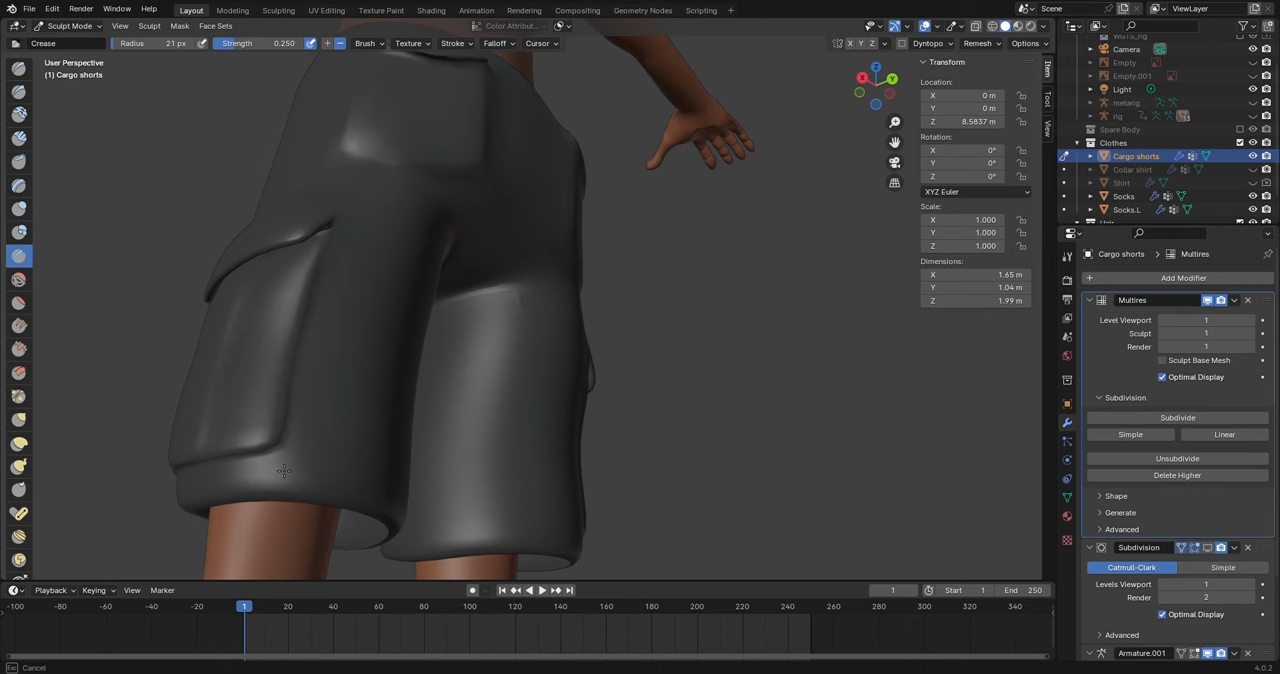 File Edit Render Window Help Layout Modeling Sculpting UV Editing Texture Paint Shading Animation Rendering Compositing Geometry Nodes Scripting + Scene ViewLayer
Sculpt Mode View Sculpt Mask Face Sets Color Attribut...
Crease Radius 21 px Strength 0.250 + − Brush Texture Stroke Falloff Cursor X Y Z Dyntopo Remesh Options
User Perspective
(1) Cargo shorts
Transform
Location:
X 0 m
Y 0 m
Z 8.5837 m
Rotation:
X 0°
Y 0°
Z 0°
XYZ Euler
Scale:
X 1.000
Y 1.000
Z 1.000
Dimensions:
X 1.65 m
Y 1.04 m
Z 1.99 m
Item
Tool
View
X Y Z
Camera
Empty
Empty.001
Light
metarig
rig
Spare Body
Clothes
Cargo shorts
Collar shirt
Shirt
Socks
Socks.L
Cargo shorts > Multires
+ Add Modifier
Multires
Level Viewport 1
Sculpt 1
Render 1
Sculpt Base Mesh
Optimal Display
Subdivision
Subdivide
Simple Linear
Unsubdivide
Delete Higher
Shape
Generate
Advanced
Subdivision
Catmull-Clark Simple
Levels Viewport 1
Render 2
Optimal Display
Advanced
Armature.001
Playback Keying View Marker 1 Start 1 End 250
-100 -80 -60 -40 -20 1 20 40 60 80 100 120 140 160 180 200 220 240 260 280 300 320 340
Esc Cancel 4.0.2